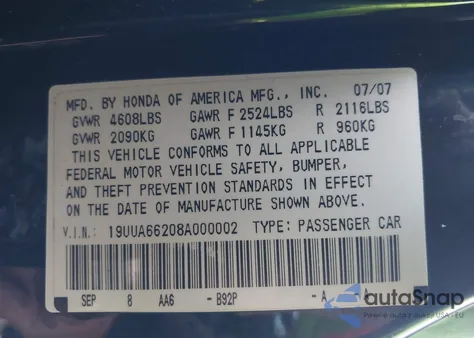 MFD. BY HONDA OF AMERICA MFG., INC. 07/07
GVWR 4608LBS GAWR F 2524LBS R 2116LBS
GVWR 2090KG GAWR F 1145KG R 960KG
THIS VEHICLE CONFORMS TO ALL APPLICABLE
FEDERAL MOTOR VEHICLE SAFETY, BUMPER,
AND THEFT PREVENTION STANDARDS IN EFFECT
ON THE DATE OF MANUFACTURE SHOWN ABOVE.
V.I.N.: 19UUA66208A000002 TYPE: PASSENGER CAR
SEP 8 AA6 - B92P - A
autoSnap